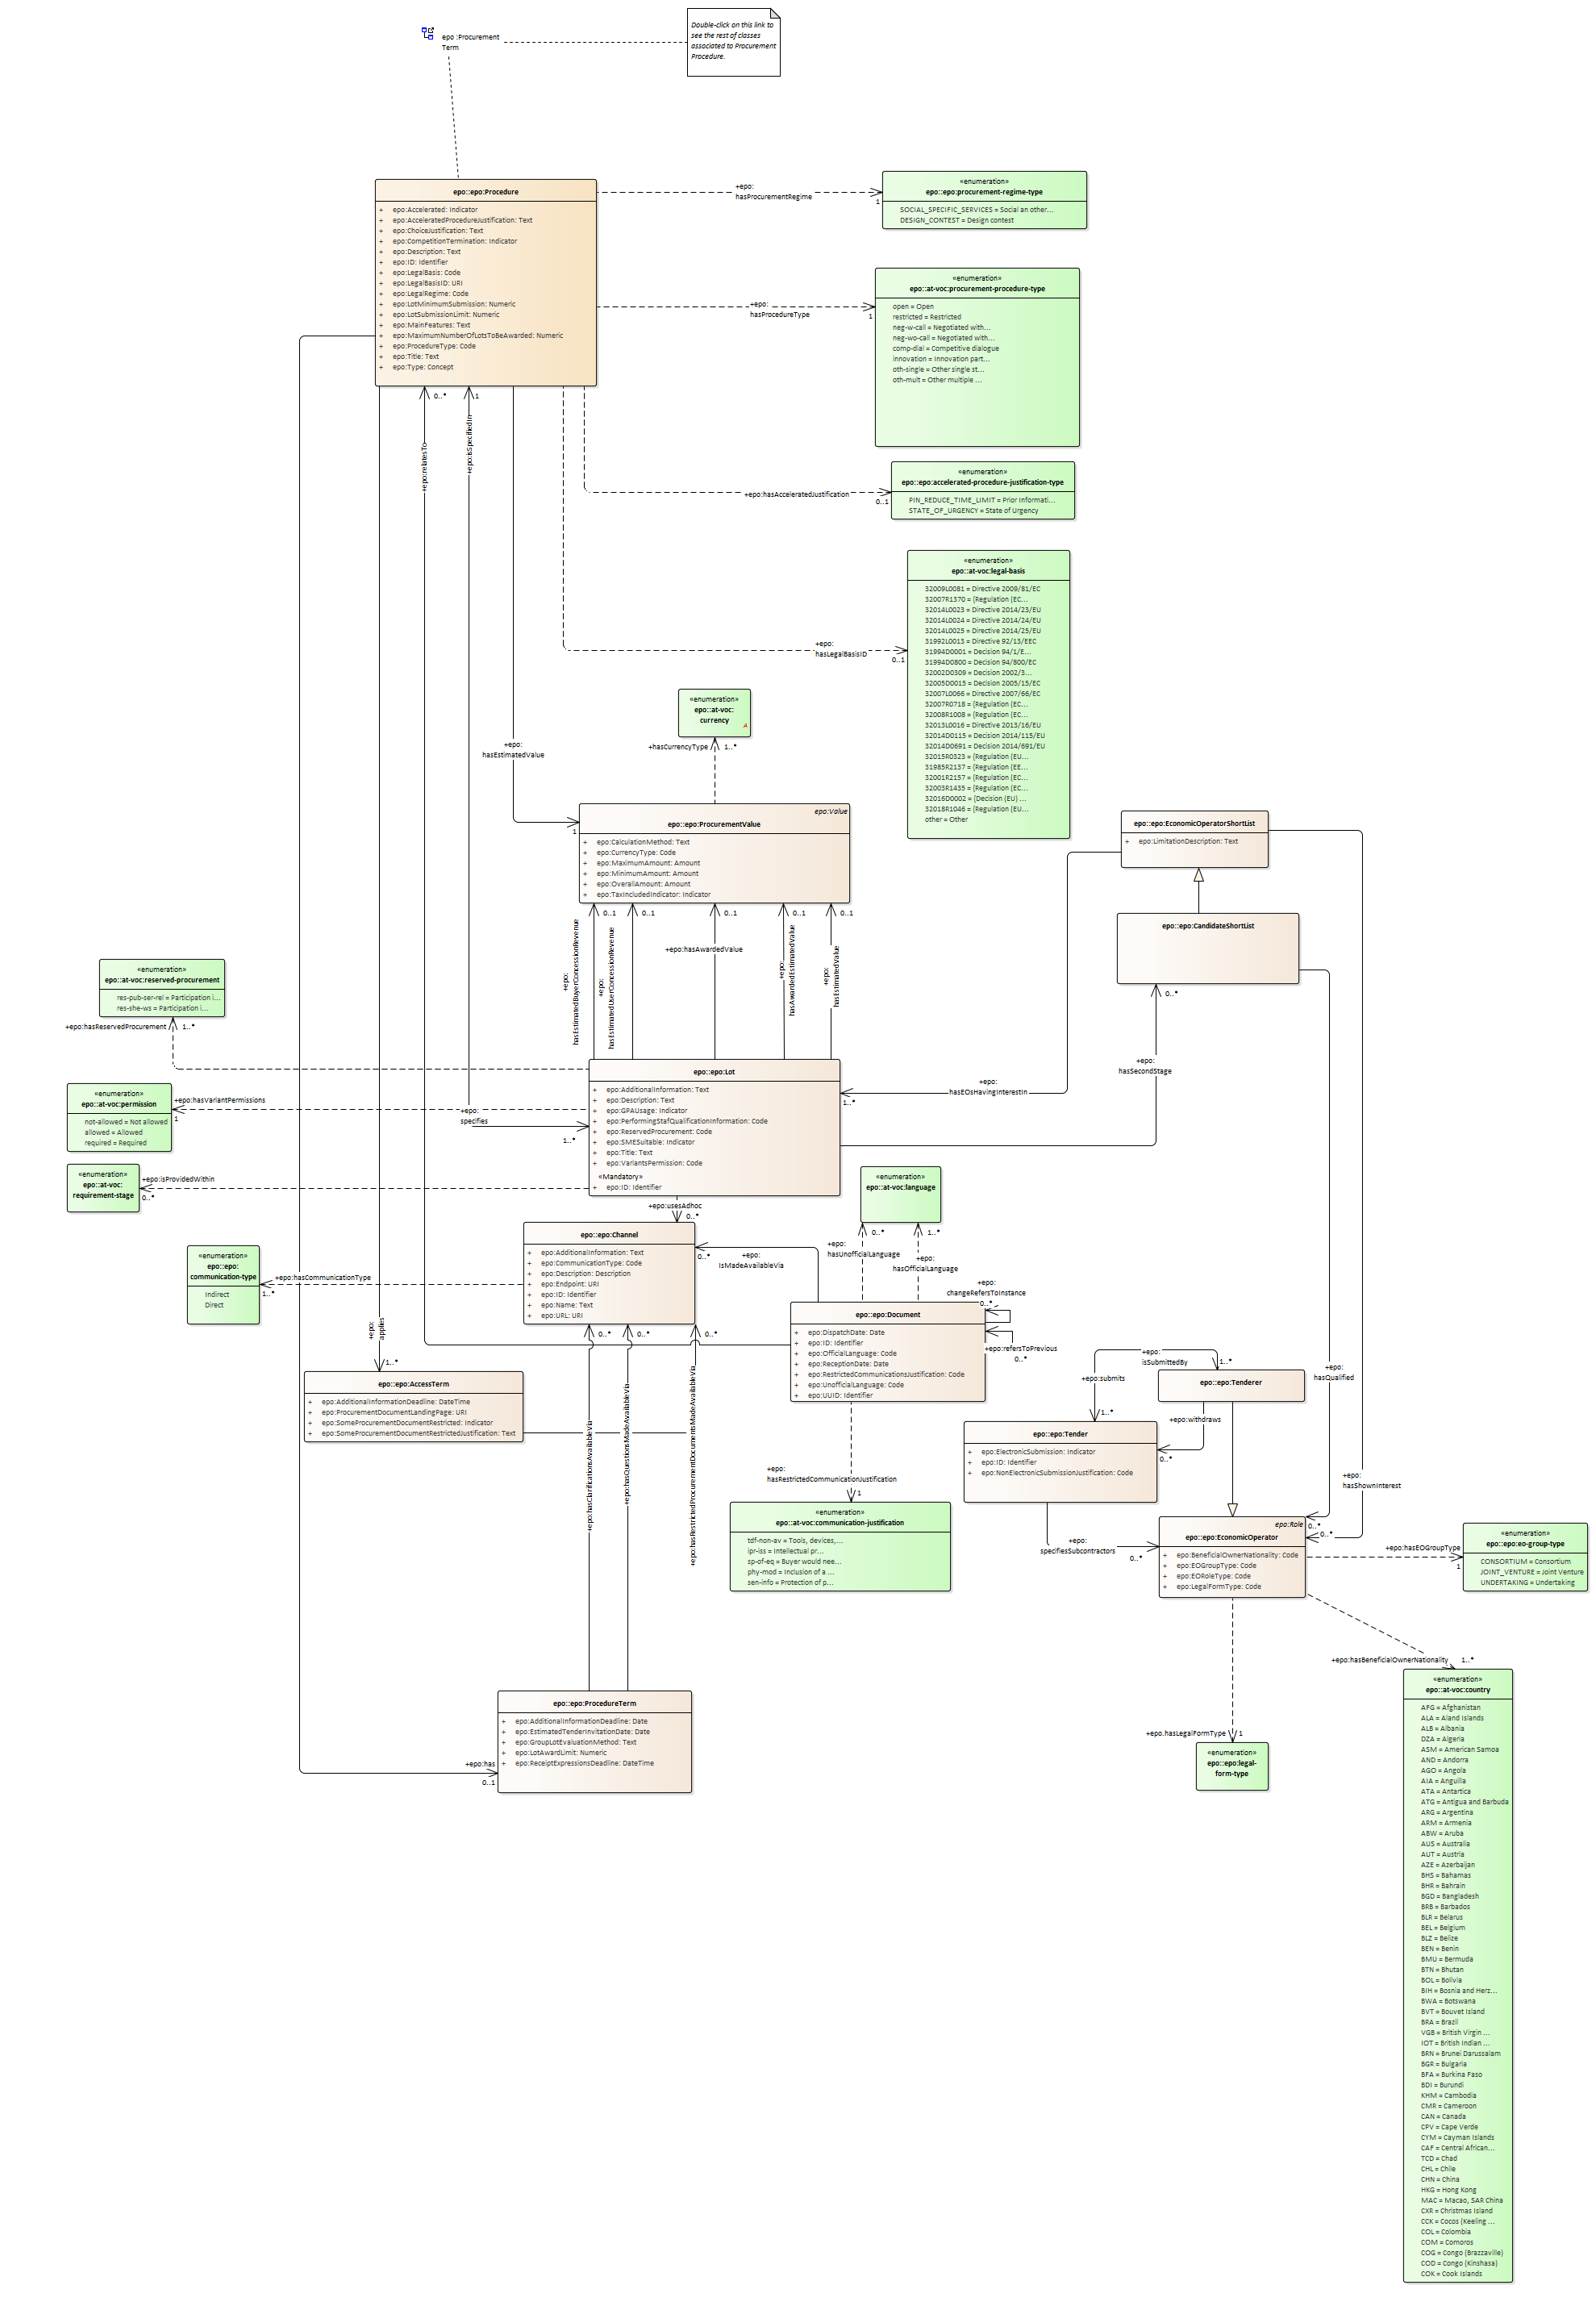 epo :Procurement
Term
Double-click on this link to
see the rest of classes
associated to Procurement
Procedure.
epo::epo:Procedure
+ epo:Accelerated: Indicator
+ epo:AcceleratedProcedureJustification: Text
+ epo:ChoiceJustification: Text
+ epo:CompetitionTermination: Indicator
+ epo:Description: Text
+ epo:ID: Identifier
+ epo:LegalBasis: Code
+ epo:LegalBasisID: URI
+ epo:LegalRegime: Code
+ epo:LotMinimumSubmission: Numeric
+ epo:LotSubmissionLimit: Numeric
+ epo:MainFeatures: Text
+ epo:MaximumNumberOfLotsToBeAwarded: Numeric
+ epo:ProcedureType: Code
+ epo:Title: Text
+ epo:Type: Concept
+epo:
hasProcurementRegime
1
«enumeration»
epo::epo:procurement-regime-type
SOCIAL_SPECIFIC_SERVICES = Social an other...
DESIGN_CONTEST = Design contest
+epo:
hasProcedureType
1
«enumeration»
epo::at-voc:procurement-procedure-type
open = Open
restricted = Restricted
neg-w-call = Negotiated with...
neg-wo-call = Negotiated with...
comp-dial = Competitive dialogue
innovation = Innovation part...
oth-single = Other single st...
oth-mult = Other multiple ...
0..*
1
+epo:relatesTo
+epo:isSpecifiedIn
+epo:hasAcceleratedJustification
0..1
«enumeration»
epo::epo:accelerated-procedure-justification-type
PIN_REDUCE_TIME_LIMIT = Prior Informati...
STATE_OF_URGENCY = State of Urgency
+epo:
hasLegalBasisID
0..1
«enumeration»
epo::at-voc:legal-basis
32009L0081 = Directive 2009/81/EC
32007R1370 = (Regulation (EC...
32014L0023 = Directive 2014/23/EU
32014L0024 = Directive 2014/24/EU
32014L0025 = Directive 2014/25/EU
31992L0013 = Directive 92/13/EEC
31994D0001 = Decision 94/1/E...
31994D0800 = Decision 94/800/EC
32002D0309 = Decision 2002/3...
32005D0015 = Decision 2005/15/EC
32007L0066 = Directive 2007/66/EC
32007R0718 = (Regulation (EC...
32008R1008 = (Regulation (EC...
32013L0016 = Directive 2013/16/EU
32014D0115 = Decision 2014/115/EU
32014D0691 = Decision 2014/691/EU
32015R0323 = (Regulation (EU...
31985R2137 = (Regulation (EE...
32001R2157 = (Regulation (EC...
32003R1435 = (Regulation (EC...
32016D0002 = (Decision (EU) ...
32018R1046 = (Regulation (EU...
other = Other
«enumeration»
epo::at-voc:
currency
+hasCurrencyType
1..*
+epo:
hasEstimatedValue
1
epo:Value
epo::epo:ProcurementValue
+ epo:CalculationMethod: Text
+ epo:CurrencyType: Code
+ epo:MaximumAmount: Amount
+ epo:MinimumAmount: Amount
+ epo:OverallAmount: Amount
+ epo:TaxIncludedIndicator: Indicator
0..1
0..1
0..1
0..1
0..1
+epo:
hasEstimatedBuyerConcessionRevenue
+epo:
hasEstimatedUserConcessionRevenue
+epo:hasAwardedValue
+epo:
hasAwardedEstimatedValue
+epo:
hasEstimatedValue
epo::epo:EconomicOperatorShortList
+ epo:LimitationDescription: Text
epo::epo:CandidateShortList
0..*
+epo:
hasSecondStage
+epo:
hasEOsHavingInterestIn
1..*
«enumeration»
epo::at-voc:reserved-procurement
res-pub-ser-rel = Participation i...
res-she-ws = Participation i...
+epo:hasReservedProcurement
1..*
epo::epo:Lot
+ epo:AdditionalInformation: Text
+ epo:Description: Text
+ epo:GPAUsage: Indicator
+ epo:PerformingStafQualificationInformation: Code
+ epo:ReservedProcurement: Code
+ epo:SMESuitable: Indicator
+ epo:Title: Text
+ epo:VariantsPermission: Code
«Mandatory»
+ epo:ID: Identifier
«enumeration»
epo::at-voc:permission
not-allowed = Not allowed
allowed = Allowed
required = Required
+epo:hasVariantPermissions
1
+epo:
specifies
1..*
«enumeration»
epo::at-voc:
requirement-stage
+epo:isProvidedWithin
0..*
+epo:usesAdhoc
0..*
«enumeration»
epo::at-voc:language
0..*
1..*
+epo:
hasUnofficialLanguage
+epo:
hasOfficialLanguage
epo::epo:Channel
+ epo:AdditionalInformation: Text
+ epo:CommunicationType: Code
+ epo:Description: Description
+ epo:Endpoint: URI
+ epo:ID: Identifier
+ epo:Name: Text
+ epo:URL: URI
0..*
+epo:
IsMadeAvailableVia
«enumeration»
epo::epo:
communication-type
Indirect
Direct
+epo:hasCommunicationType
1..*
+epo:
changeRefersToInstance
0..*
+epo:refersToPrevious
0..*
epo::epo:Document
+ epo:DispatchDate: Date
+ epo:ID: Identifier
+ epo:OfficialLanguage: Code
+ epo:ReceptionDate: Date
+ epo:RestrictedCommunicationsJustification: Code
+ epo:UnofficialLanguage: Code
+ epo:UUID: Identifier
0..*
0..*
0..*
+epo:
applies
1..*
epo::epo:AccessTerm
+ epo:AdditionalInformationDeadline: DateTime
+ epo:ProcurementDocumentLandingPage: URI
+ epo:SomeProcurementDocumentRestricted: Indicator
+ epo:SomeProcurementDocumentRestrictedJustification: Text
+epo:hasClarificationsAvailableVia
+epo:hasQuestionsMadeAvailableVia
+epo:hasRestrictedProcurementDocumentsMadeAvailableVia
+epo:
isSubmittedBy
1..*
+epo:submits
1..*
epo::epo:Tenderer
+epo:withdraws
0..*
epo::epo:Tender
+ epo:ElectronicSubmission: Indicator
+ epo:ID: Identifier
+ epo:NonElectronicSubmissionJustification: Code
+epo:
hasQualified
+epo:
hasShownInterest
+epo:
hasRestrictedCommunicationJustification
1
«enumeration»
epo::at-voc:communication-justification
tdf-non-av = Tools, devices,...
ipr-iss = Intellectual pr...
sp-of-eq = Buyer would nee...
phy-mod = Inclusion of a ...
sen-info = Protection of p...
+epo:
specifiesSubcontractors
0..*
0..*
0..*
epo:Role
epo::epo:EconomicOperator
+ epo:BeneficialOwnerNationality: Code
+ epo:EOGroupType: Code
+ epo:EORoleType: Code
+ epo:LegalFormType: Code
+epo:hasEOGroupType
1
«enumeration»
epo::epo:eo-group-type
CONSORTIUM = Consortium
JOINT_VENTURE = Joint Venture
UNDERTAKING = Undertaking
+epo:hasBeneficialOwnerNationality
1..*
+epo.hasLegalFormType
1
«enumeration»
epo::epo:legal-
form-type
epo::epo:ProcedureTerm
+ epo:AdditionalInformationDeadline: Date
+ epo:EstimatedTenderInvitationDate: Date
+ epo:GroupLotEvaluationMethod: Text
+ epo:LotAwardLimit: Numeric
+ epo:ReceiptExpressionsDeadline: DateTime
+epo:has
0..1
«enumeration»
epo::at-voc:country
AFG = Afghanistan
ALA = Aland Islands
ALB = Albania
DZA = Algeria
ASM = American Samoa
AND = Andorra
AGO = Angola
AIA = Anguilla
ATA = Antartica
ATG = Antigua and Barbuda
ARG = Argentina
ARM = Armenia
ABW = Aruba
AUS = Australia
AUT = Austria
AZE = Azerbaijan
BHS = Bahamas
BHR = Bahrain
BGD = Bangladesh
BRB = Barbados
BLR = Belarus
BEL = Belgium
BLZ = Belize
BEN = Benin
BMU = Bermuda
BTN = Bhutan
BOL = Bolivia
BIH = Bosnia and Herz...
BWA = Botswana
BVT = Bouvet Island
BRA = Brazil
VGB = British Virgin ...
IOT = British Indian ...
BRN = Brunei Darussalam
BGR = Bulgaria
BFA = Burkina Faso
BDI = Burundi
KHM = Cambodia
CMR = Cameroon
CAN = Canada
CPV = Cape Verde
CYM = Cayman Islands
CAF = Central African...
TCD = Chad
CHL = Chile
CHN = China
HKG = Hong Kong
MAC = Macao, SAR China
CXR = Christmas Island
CCK = Cocos (Keeling ...
COL = Colombia
COM = Comoros
COG = Congo (Brazzaville)
COD = Congo (Kinshasa)
COK = Cook Islands